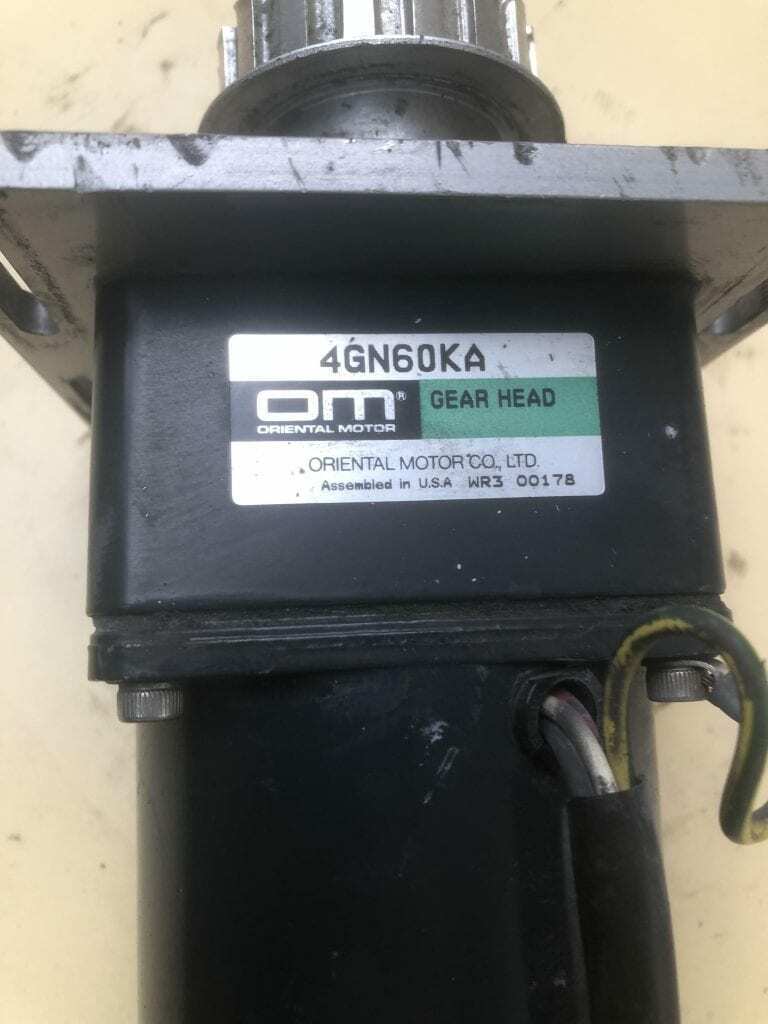 4GN60KA
OM®
GEAR HEAD
ORIENTAL MOTOR
ORIENTAL MOTOR CO., LTD.
Assembled in U.S.A WR3 00178